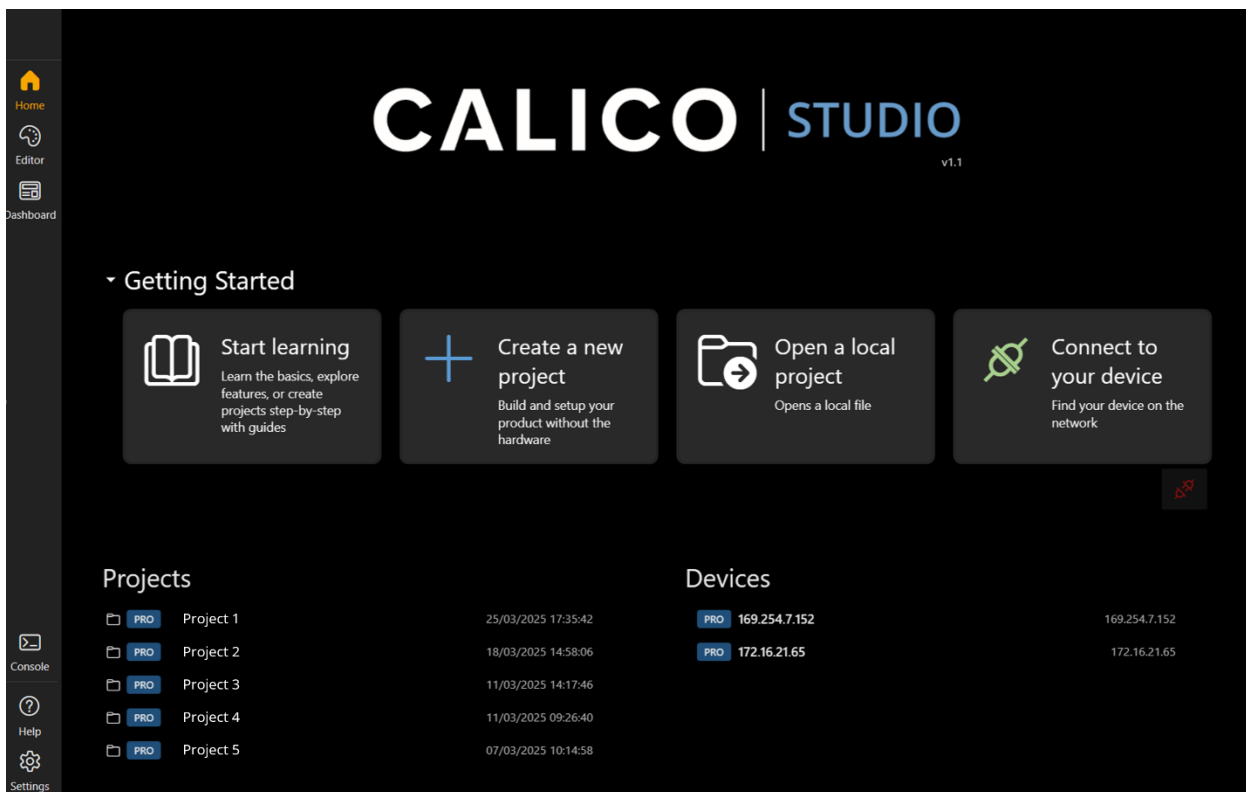 CALICO STUDIO
v1.1
Home
Editor
Dashboard
Getting Started
Start learning
Learn the basics, explore
features, or create
projects step-by-step
with guides
Create a new
project
Build and setup your
product without the
hardware
Open a local
project
Opens a local file
Connect to
your device
Find your device on the
network
Projects
PRO Project 1 25/03/2025 17:35:42
PRO Project 2 18/03/2025 14:58:06
PRO Project 3 11/03/2025 14:17:46
PRO Project 4 11/03/2025 09:26:40
PRO Project 5 07/03/2025 10:14:58
Devices
PRO 169.254.7.152 169.254.7.152
PRO 172.16.21.65 172.16.21.65
Console
Help
Settings